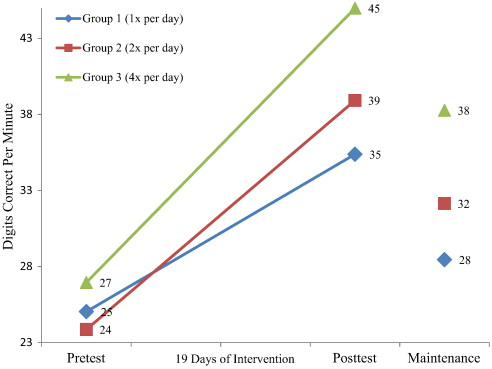 45
43
Group 1 (1x per day)
Group 2 (2x per day)
Group 3 (4x per day)
39
38
38
35
33
32
28
28
27
25
24
23
Digits Correct Per Minute
Pretest 19 Days of Intervention Posttest Maintenance